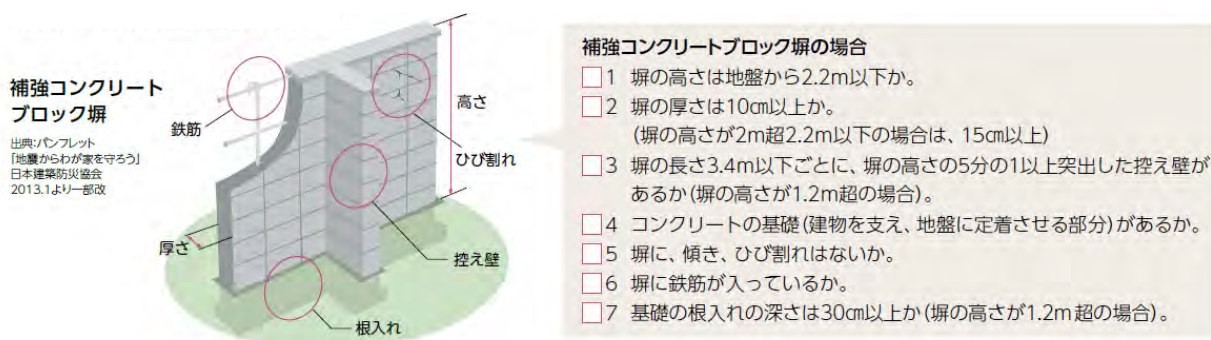 補強コンクリート
ブロック塀
出典:パンフレット
「地震からわが家を守ろう」
日本建築防災協会
2013.1より一部改
鉄筋
厚さ
高さ
ひび割れ
控え壁
根入れ
補強コンクリートブロック塀の場合
□1 塀の高さは地盤から2.2m以下か。
□2 塀の厚さは10㎝以上か。
(塀の高さが2m超2.2m以下の場合は、15㎝以上)
□3 塀の長さ3.4m以下ごとに、塀の高さの5分の1以上突出した控え壁が
あるか(塀の高さが1.2m超の場合)。
□4 コンクリートの基礎(建物を支え、地盤に定着させる部分)があるか。
□5 塀に、傾き、ひび割れはないか。
□6 塀に鉄筋が入っているか。
□7 基礎の根入れの深さは30㎝以上か(塀の高さが1.2m超の場合)。